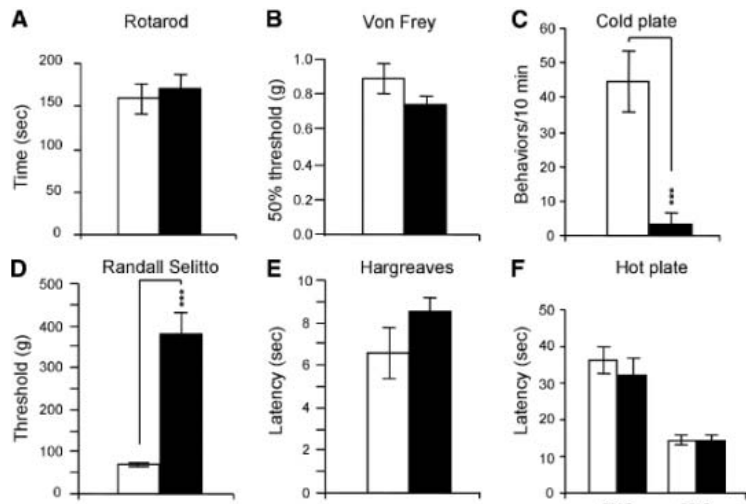 A
Rotarod
Time (sec)
200
150
100
50
0
B
Von Frey
50% threshold (g)
1.0
0.8
0.6
0.4
0.2
0.0
C
Cold plate
Behaviors/10 min
60
50
40
30
20
10
0
***
D
Randall Selitto
Threshold (g)
500
400
300
200
100
0
***
E
Hargreaves
Latency (sec)
10
8
6
4
2
0
F
Hot plate
Latency (sec)
50
40
30
20
10
0